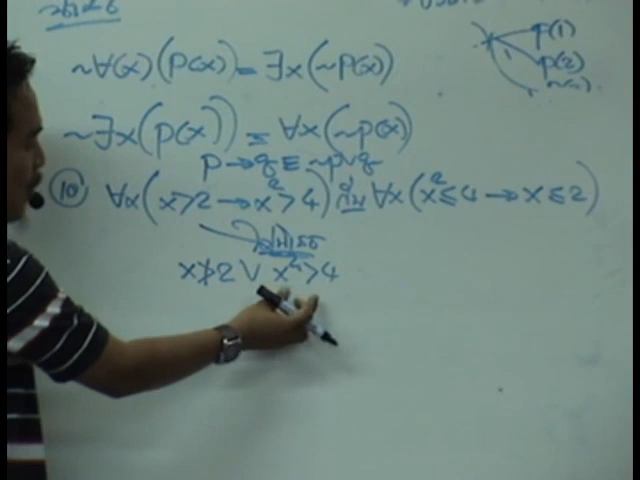 p(1)
~∀(x)(P(x)) = ∃x(~P(x))
p(2)
~∃x(P(x)) = ∀x(~p(x))
p→q ≡ ~p∨q
10) ∀x(x>2→x²>4) กับ ∀x(x²≤4→x≤2)
x≯2 ∨ x²>4